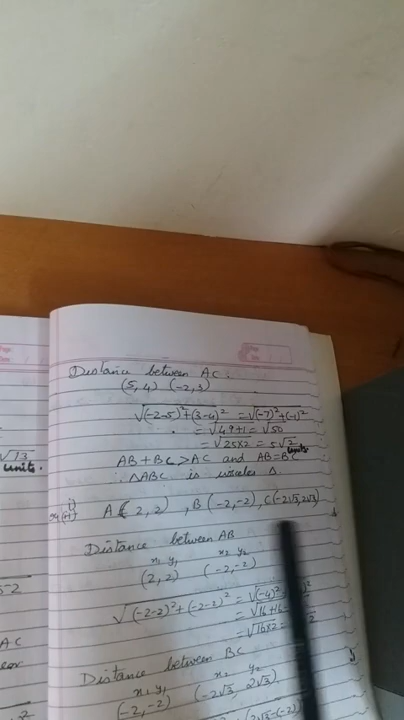 Distance between AC.
(5,4) (-2,3)
√(-2-5)²+(3-4)² = √(-7)²+(-1)²
= √49+1 = √50
= √25×2 = 5√2 units.
√13 units.
AB+BC>AC and AB=BC
∴ △ABC is isosceles △.
i) A(2,2), B(-2,-2), C(-2√3,2√3)
Distance between AB
x₁ y₁ x₂ y₂
(2,2) (-2,-2)
√(-2-2)²+(-2-2)² = √(-4)²
= √16+16
= √16×2 =
Distance between BC
x₁ y₁ x₂ y₂
(-2,-2) (-2√3, 2√3)